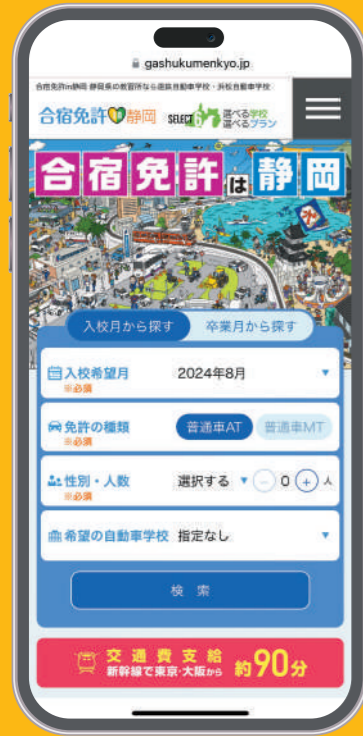 gashukumenkyo.jp
合宿免許in静岡 静岡県の教習所なら遠鉄自動車学校・浜松自動車学校
合宿免許 静岡 SELECT 選べる学校
選べるプラン
合宿免許は静岡
入校月から探す 卒業月から探す
入校希望月 2024年8月
※必須
免許の種類 普通車AT 普通車MT
※必須
性別・人数 選択する 0 人
※必須
希望の自動車学校 指定なし
検索
交通費支給
新幹線で東京・大阪から 約90分